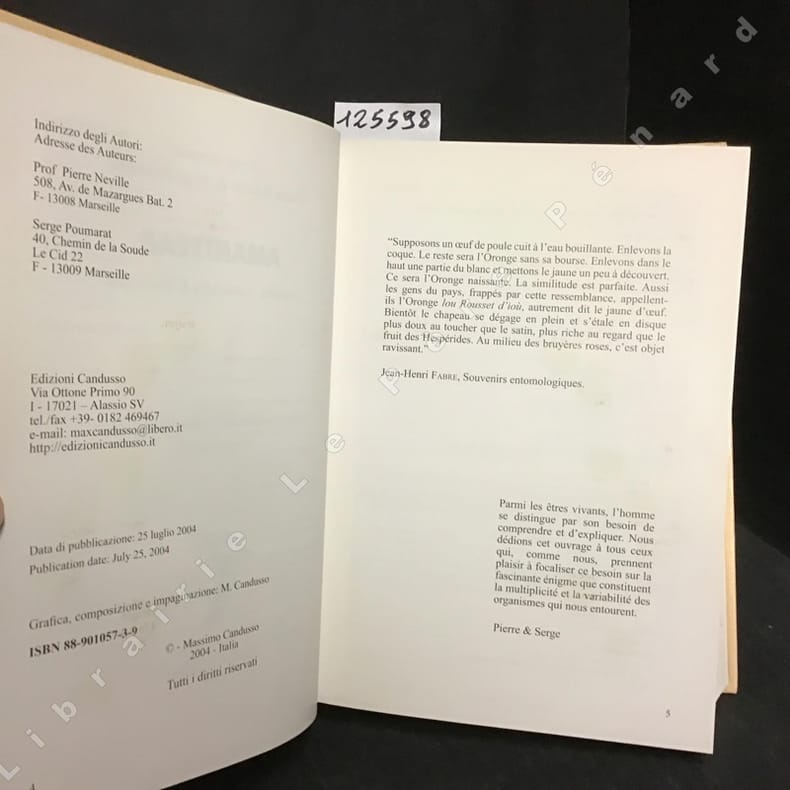 Indirizzo degli Autori:
Adresse des Auteurs:
Prof Pierre Neville
508, Av. de Mazargues Bat. 2
F- 13008 Marseille
Serge Poumarat
40, Chemin de la Soude
Le Cid 22
F - 13009 Marseille
Edizioni Candusso
Via Ottone Primo 90
I - 17021 – Alassio SV
tel./fax +39- 0182 469467
e-mail: maxcandusso@libero.it
http://edizionicandusso.it
Data di pubblicazione: 25 luglio 2004
Publication date: July 25, 2004
Grafica, composizione e impaginazione: M. Candusso
ISBN 88-901057-3-9
© - Massimo Candusso
2004 - Italia
Tutti i diritti riservati
125598
“Supposons un œuf de poule cuit à l’eau bouillante. Enlevons la
coque. Le reste sera l’Oronge sans sa bourse. Enlevons dans le
haut une partie du blanc et mettons le jaune un peu à découvert.
Ce sera l’Oronge naissante. La similitude est parfaite. Aussi
les gens du pays, frappés par cette ressemblance, appellent-
ils l’Oronge lou Rousset d’ioù, autrement dit le jaune d’œuf.
Bientôt le chapeau se dégage en plein et s’étale en disque
plus doux au toucher que le satin, plus riche au regard que le
fruit des Hespérides. Au milieu des bruyères roses, c’est objet
ravissant.”
Jean-Henri FABRE, Souvenirs entomologiques.
Parmi les êtres vivants, l’homme
se distingue par son besoin de
comprendre et d’expliquer. Nous
dédions cet ouvrage à tous ceux
qui, comme nous, prennent
plaisir à focaliser ce besoin sur la
fascinante énigme que constituent
la multiplicité et la variabilité des
organismes qui nous entourent.
Pierre & Serge
5
Librairie Le Pape Pénard